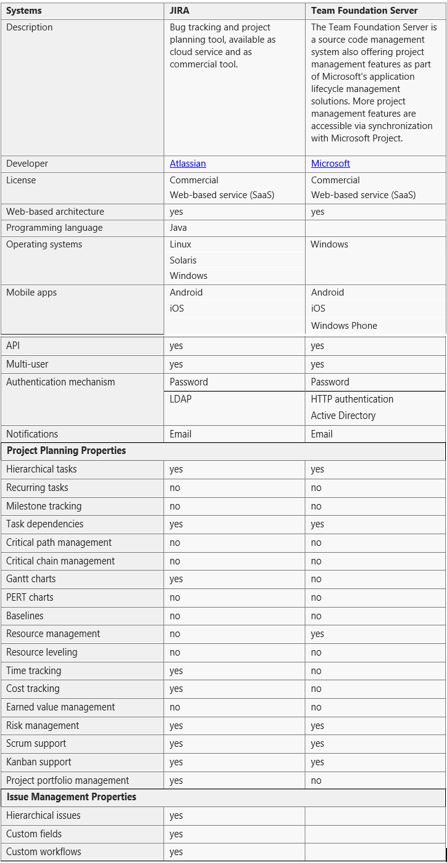 Systems JIRA Team Foundation Server
Description Bug tracking and project The Team Foundation Server is
planning tool, available as a source code management
cloud service and as system also offering project
commercial tool. management features as part
of Microsoft's application
lifecycle management
solutions. More project
management features are
accessible via synchronization
with Microsoft Project.
Developer Atlassian Microsoft
License Commercial Commercial
Web-based service (SaaS) Web-based service (SaaS)
Web-based architecture yes yes
Programming language Java
Operating systems Linux Windows
Solaris
Windows
Mobile apps Android Android
iOS iOS
Windows Phone
API yes yes
Multi-user yes yes
Authentication mechanism Password Password
LDAP HTTP authentication
Active Directory
Notifications Email Email
Project Planning Properties
Hierarchical tasks yes yes
Recurring tasks no no
Milestone tracking no no
Task dependencies yes yes
Critical path management no no
Critical chain management no no
Gantt charts yes no
PERT charts no no
Baselines no no
Resource management no yes
Resource leveling no no
Time tracking yes no
Cost tracking yes no
Earned value management no no
Risk management yes yes
Scrum support yes yes
Kanban support yes yes
Project portfolio management yes no
Issue Management Properties
Hierarchical issues yes
Custom fields yes
Custom workflows yes